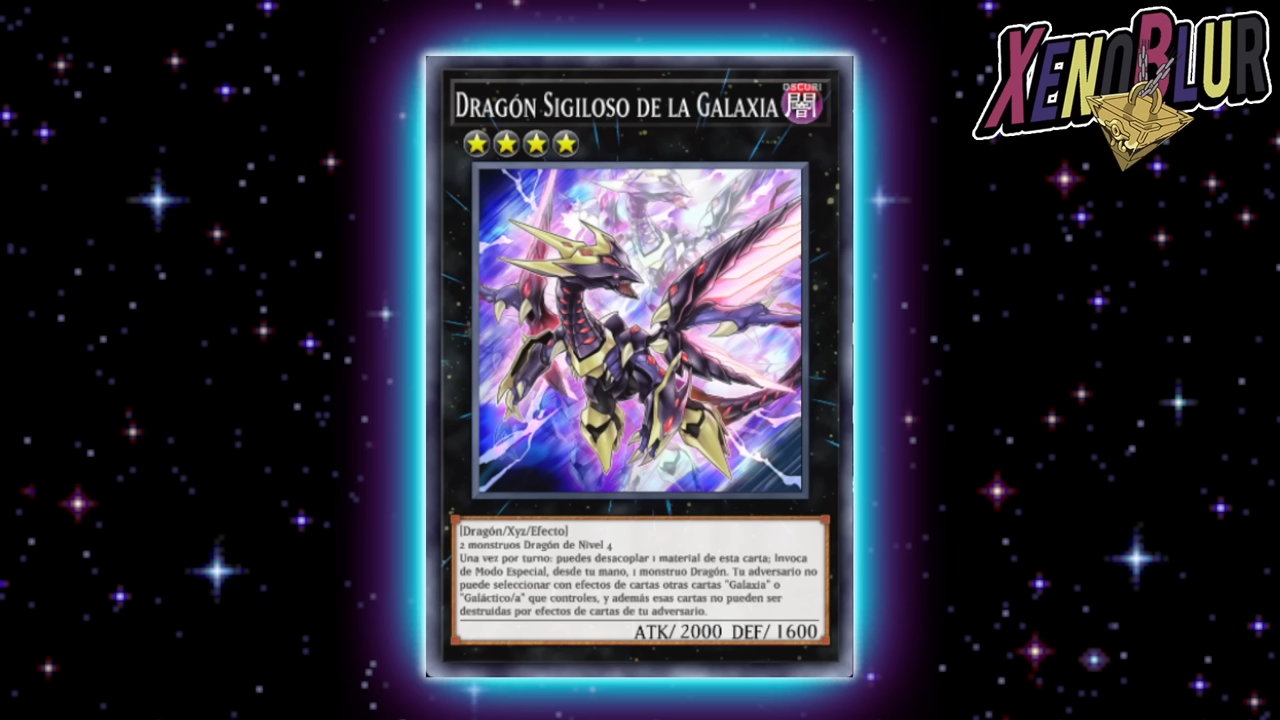 XENOBLUR
DRAGÓN SIGILOSO DE LA GALAXIA
OSCURI
闇
[Dragón/Xyz/Efecto]
2 monstruos Dragón de Nivel 4
Una vez por turno: puedes desacoplar 1 material de esta carta; Invoca
de Modo Especial, desde tu mano, 1 monstruo Dragón. Tu adversario no
puede seleccionar con efectos de cartas otras cartas "Galaxia" o
"Galáctico/a" que controles, y además esas cartas no pueden ser
destruidas por efectos de cartas de tu adversario.
ATK/ 2000 DEF/ 1600